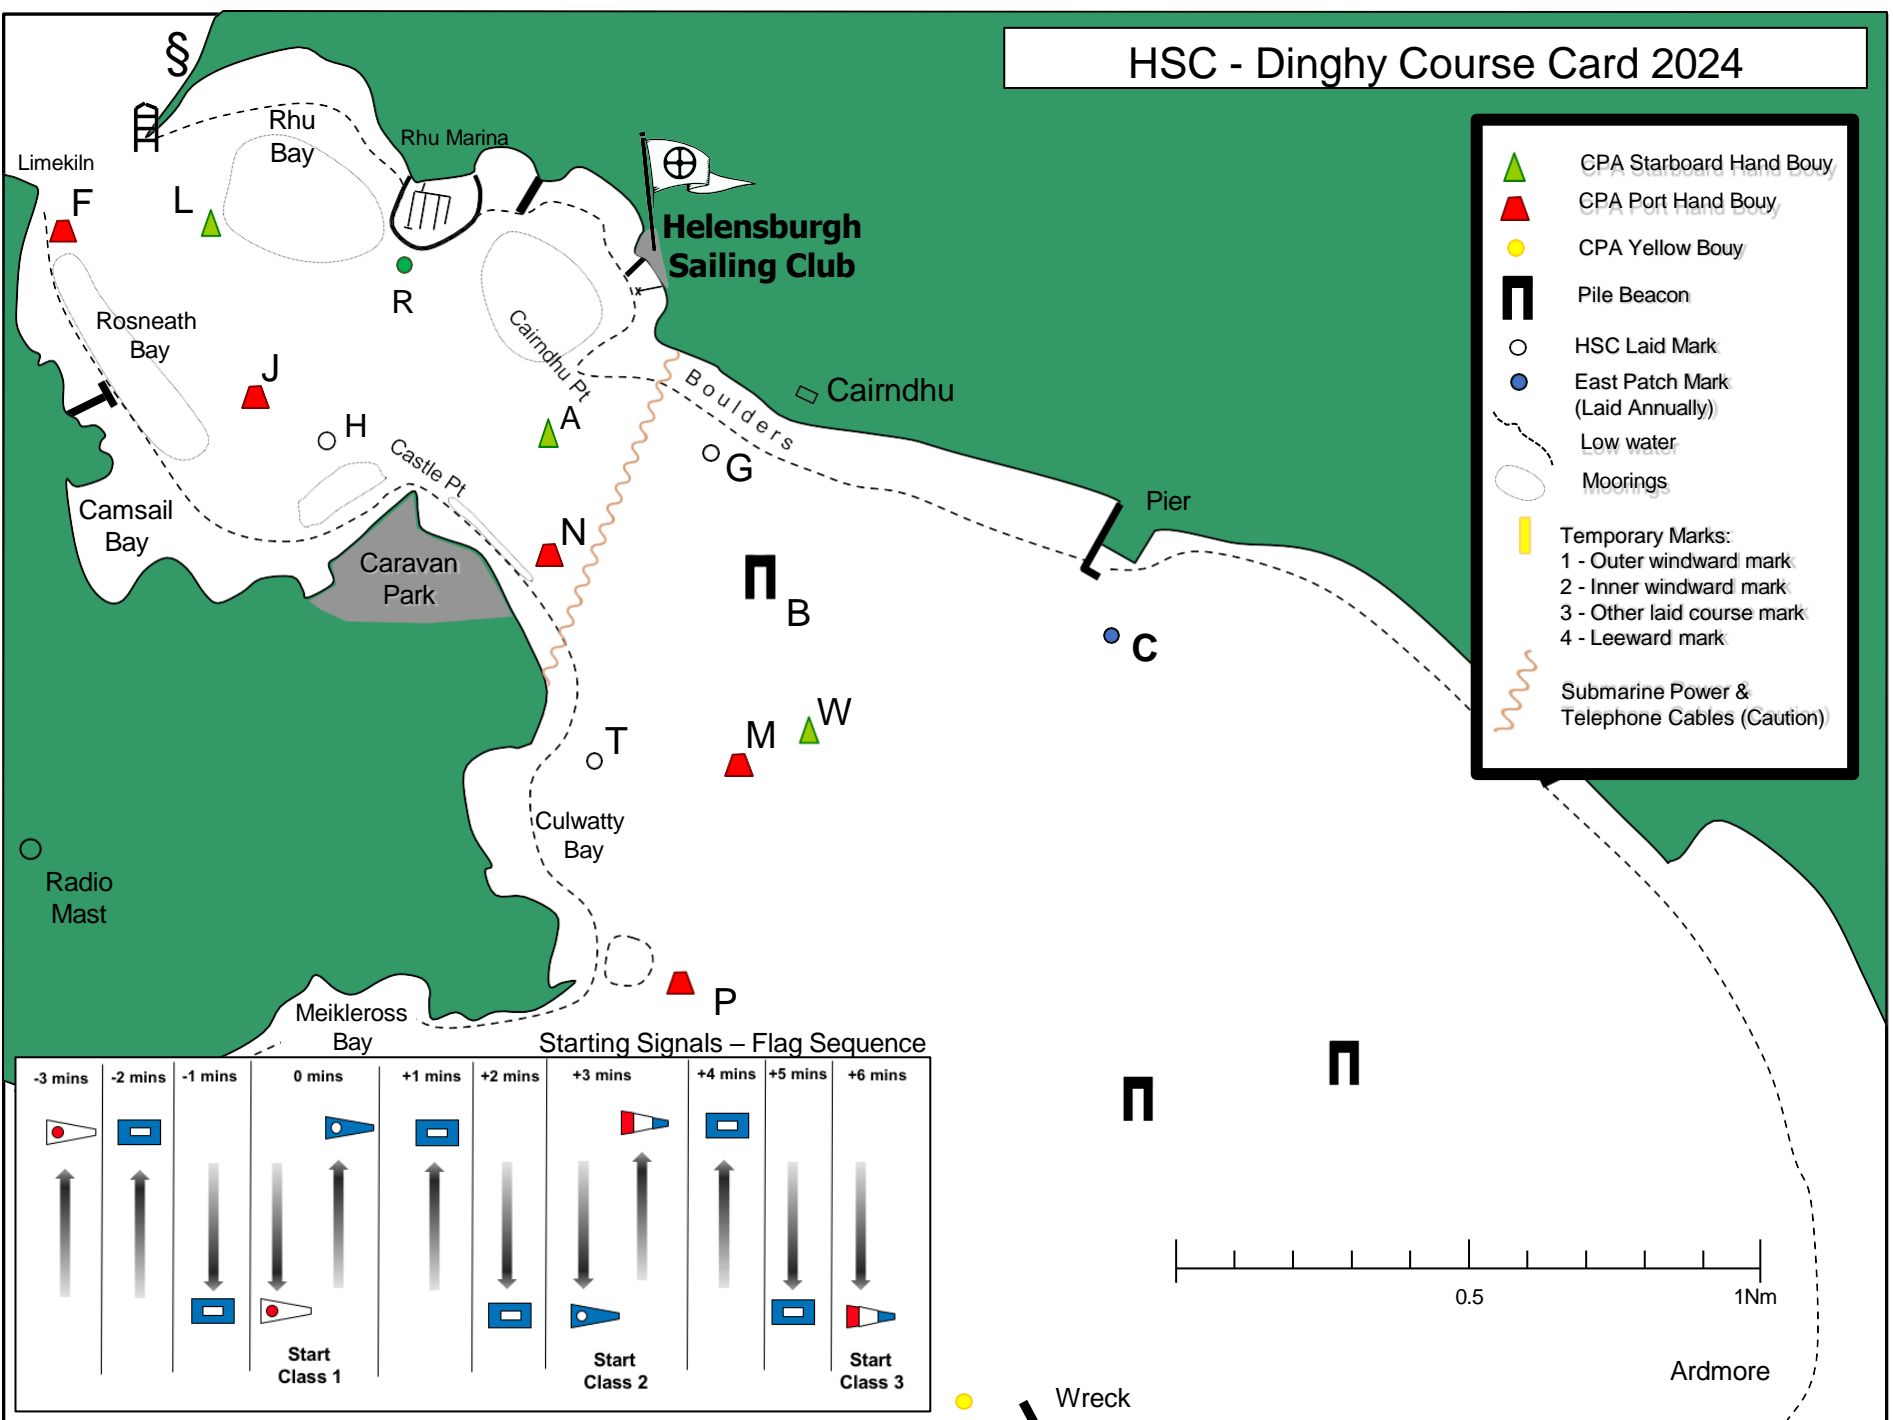 HSC - Dinghy Course Card 2024
§
Rhu
Bay
Rhu Marina
Limekiln
F
L
Helensburgh
Sailing Club
R
Rosneath
Bay
J
H
Cairndhu Pt
A
Boulders
Cairndhu
G
Castle Pt
Camsail
Bay
Caravan
Park
N
B
Pier
C
W
M
T
Culwatty
Bay
Radio
Mast
P
Meikleross
Bay
CPA Starboard Hand Bouy
CPA Port Hand Bouy
CPA Yellow Bouy
Pile Beacon
HSC Laid Mark
East Patch Mark
(Laid Annually)
Low water
Moorings
Temporary Marks:
1 - Outer windward mark
2 - Inner windward mark
3 - Other laid course mark
4 - Leeward mark
Submarine Power &
Telephone Cables (Caution)
Starting Signals – Flag Sequence
-3 mins -2 mins -1 mins 0 mins +1 mins +2 mins +3 mins +4 mins +5 mins +6 mins
Start
Class 1
Start
Class 2
Start
Class 3
0.5 1Nm
Ardmore
Wreck